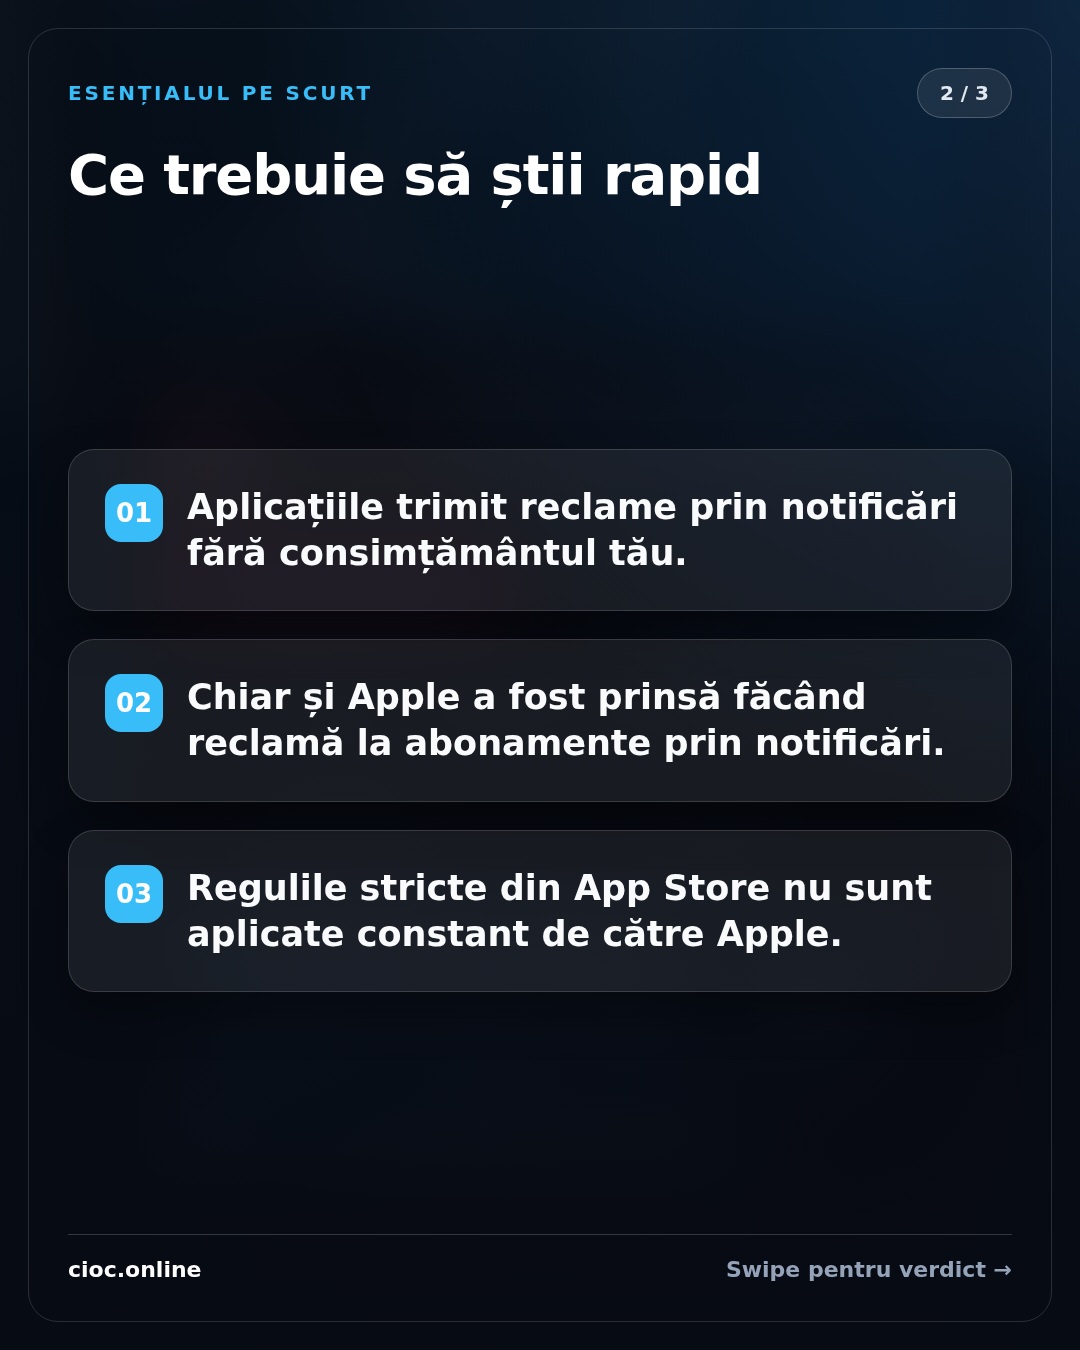 ESENȚIALUL PE SCURT
2 / 3
Ce trebuie să știi rapid
01
Aplicațiile trimit reclame prin notificări
fără consimțământul tău.
02
Chiar și Apple a fost prinsă făcând
reclamă la abonamente prin notificări.
03
Regulile stricte din App Store nu sunt
aplicate constant de către Apple.
cioc.online
Swipe pentru verdict →